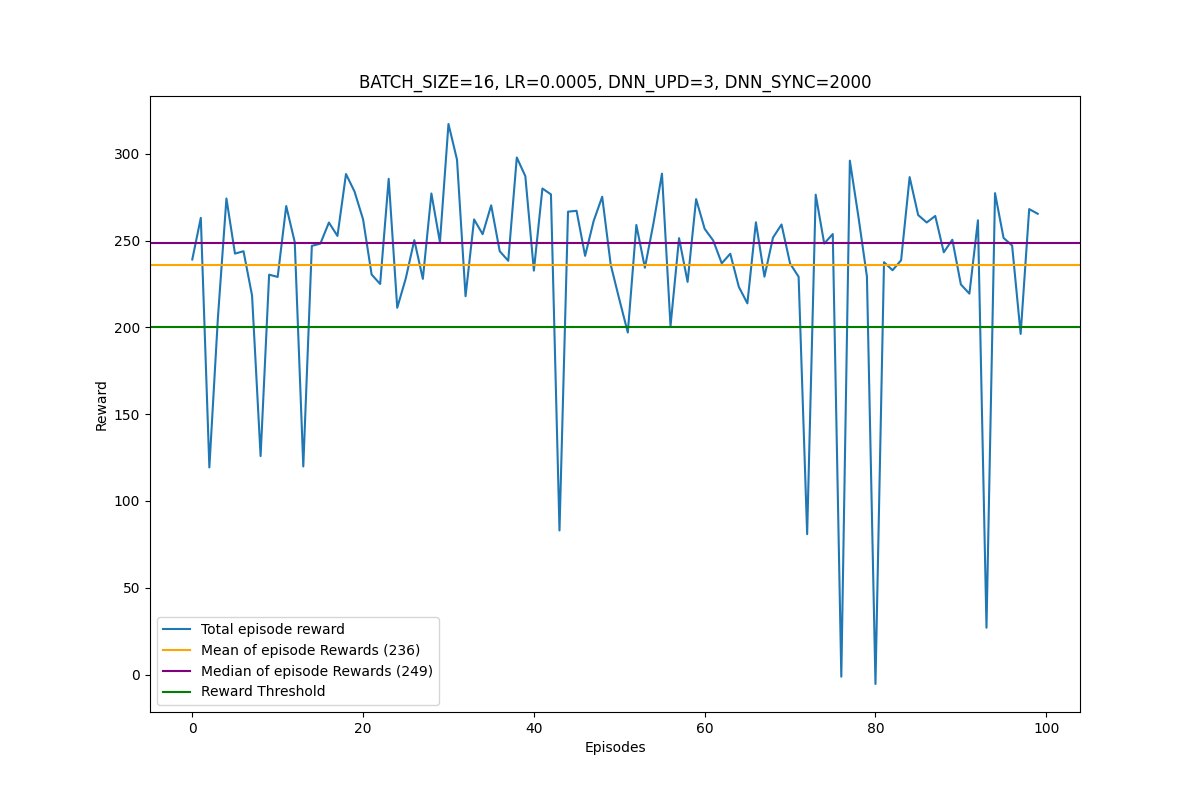 BATCH_SIZE=16, LR=0.0005, DNN_UPD=3, DNN_SYNC=2000
300
250
200
150
100
50
0
Reward
Total episode reward
Mean of episode Rewards (236)
Median of episode Rewards (249)
Reward Threshold
0 20 40 60 80 100
Episodes